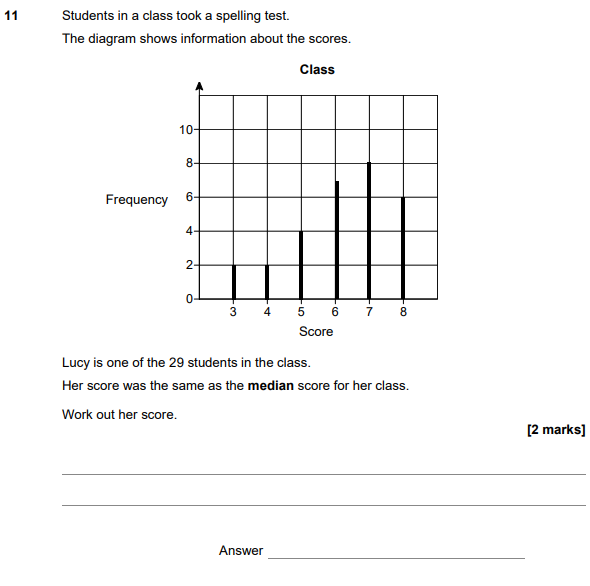 11 Students in a class took a spelling test.
The diagram shows information about the scores.
Class
10
8
Frequency 6
4
2
0
3 4 5 6 7 8
Score
Lucy is one of the 29 students in the class.
Her score was the same as the median score for her class.
Work out her score.
[2 marks]
Answer